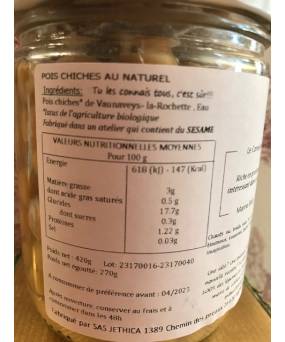 POIS CHICHES AU NATUREL
Ingrédients: Tu les connais tous, c'est sûr!!!
Pois chiches* de Vaunaveys-la-Rochette, Eau
*issus de l'agriculture biologique
Fabriqué dans un atelier qui contient du SESAME
VALEURS NUTRITIONNELLES MOYENNES
Pour 100 g
Energie 618 (kJ) - 147 (Kcal)
Matière grasse 3g
dont acide gras saturés 0.5 g
Glucides 17.7g
dont sucres 0.3g
Protéines 1.22 g
Sel 0.03g
Poids net : 420g Lot: 23170016-23170040
Poids net égoutté: 270g
A consommer de préférence avant : 04/2025
Après ouverture: conserver au frais et à
consommer dans les 48h.
Fabriqué par SAS JETHICA 1389 Chemin des preaux